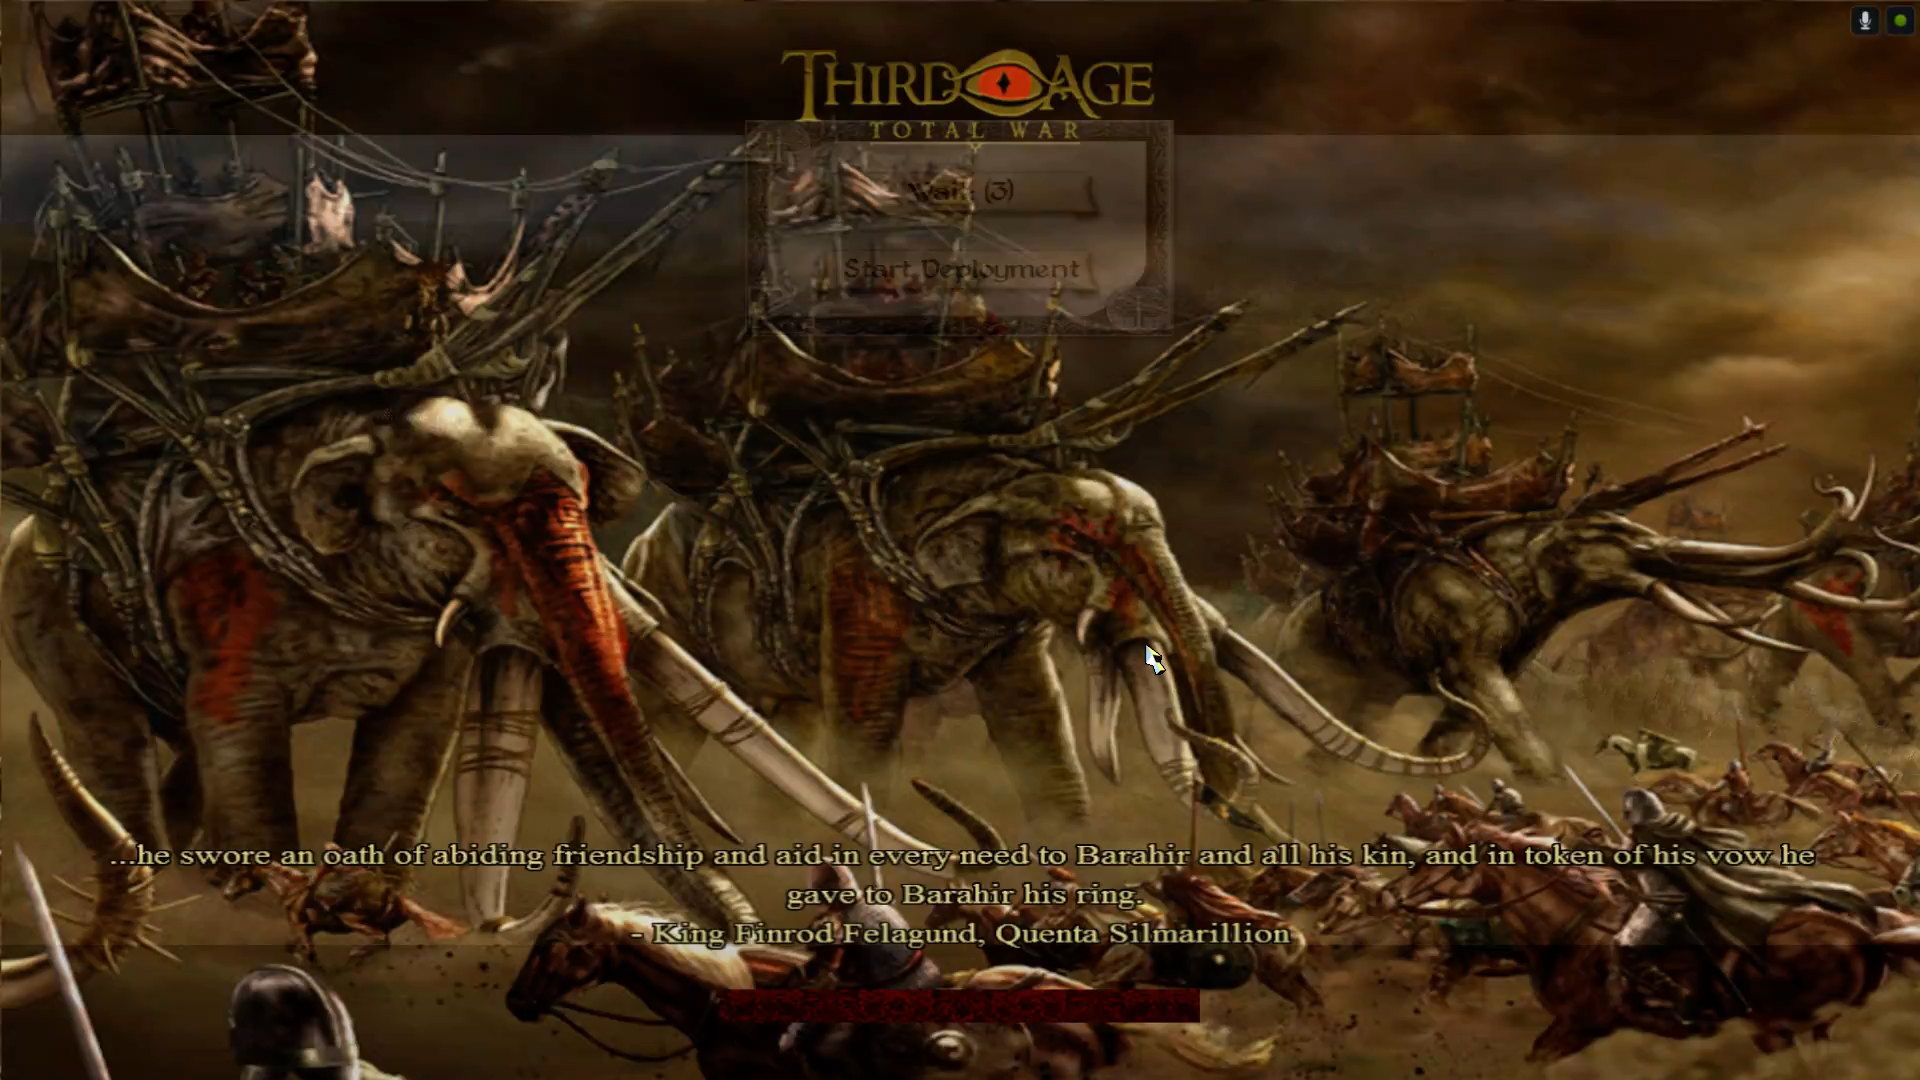 THIRD AGE
TOTAL WAR
Wait (3)
Start Deployment
...he swore an oath of abiding friendship and aid in every need to Barahir and all his kin, and in token of his vow he
gave to Barahir his ring.
- King Finrod Felagund, Quenta Silmarillion